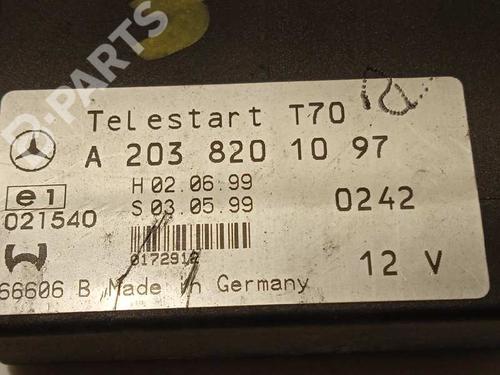 Telestart T70
A 203 820 10 97
H 02.06.99
S 03.05.99
0242
e1
021540
0172912
12 V
66606 B Made in Germany
B-PARTS